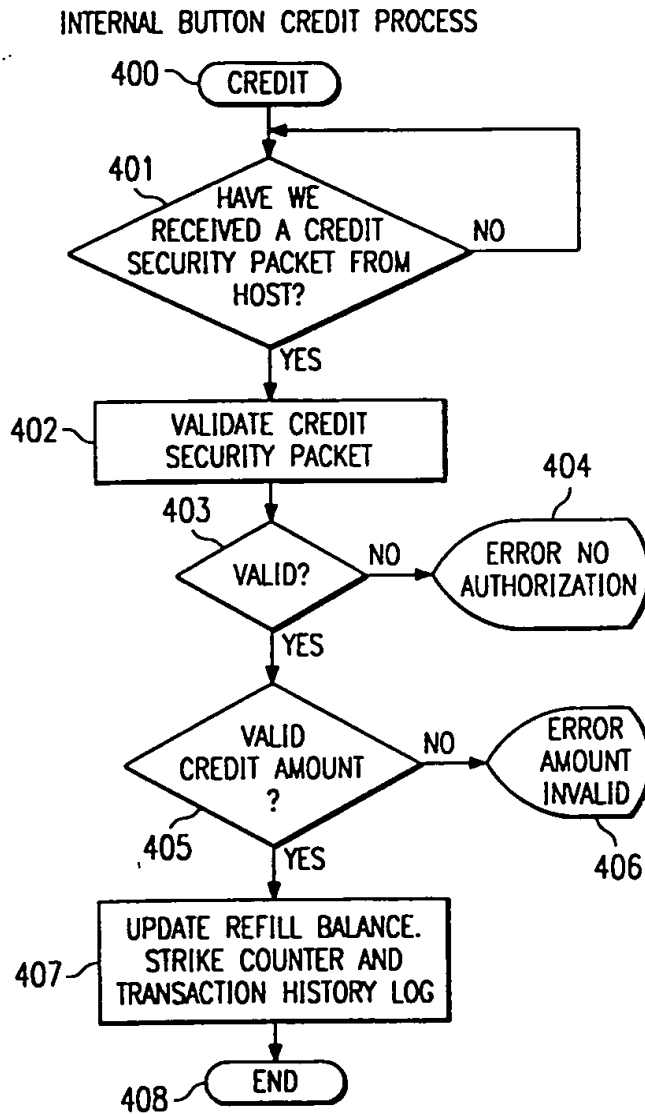 INTERNAL BUTTON CREDIT PROCESS
400
CREDIT
401
HAVE WE
RECEIVED A CREDIT
SECURITY PACKET FROM
HOST?
NO
YES
402
VALIDATE CREDIT
SECURITY PACKET
403
VALID?
NO
404
ERROR NO
AUTHORIZATION
YES
VALID
CREDIT AMOUNT
?
NO
ERROR
AMOUNT
INVALID
405
406
YES
407
UPDATE REFILL BALANCE.
STRIKE COUNTER AND
TRANSACTION HISTORY LOG
408
END